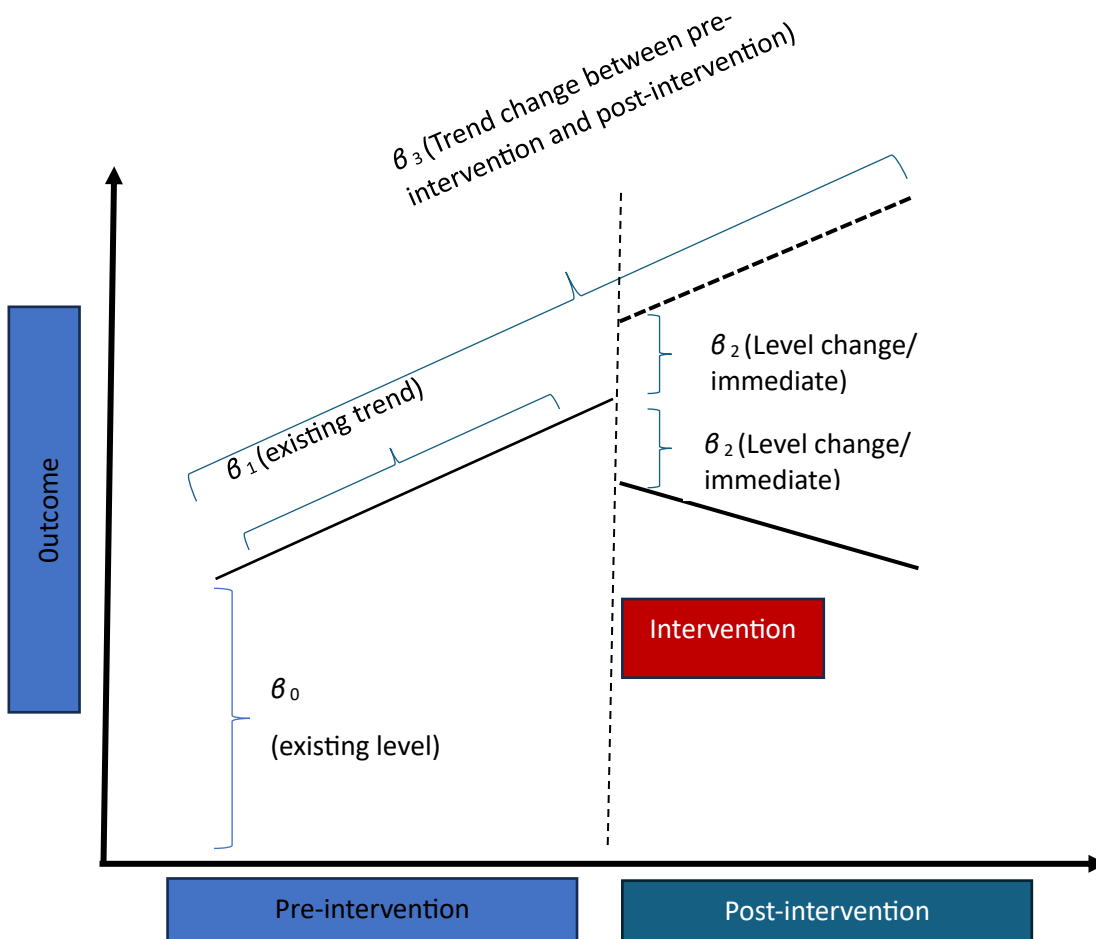 β 3 (Trend change between pre-
intervention and post-intervention)
β 1 (existing trend)
β 2 (Level change/
immediate)
β 2 (Level change/
immediate)
Outcome
Intervention
β 0
(existing level)
Pre-intervention
Post-intervention